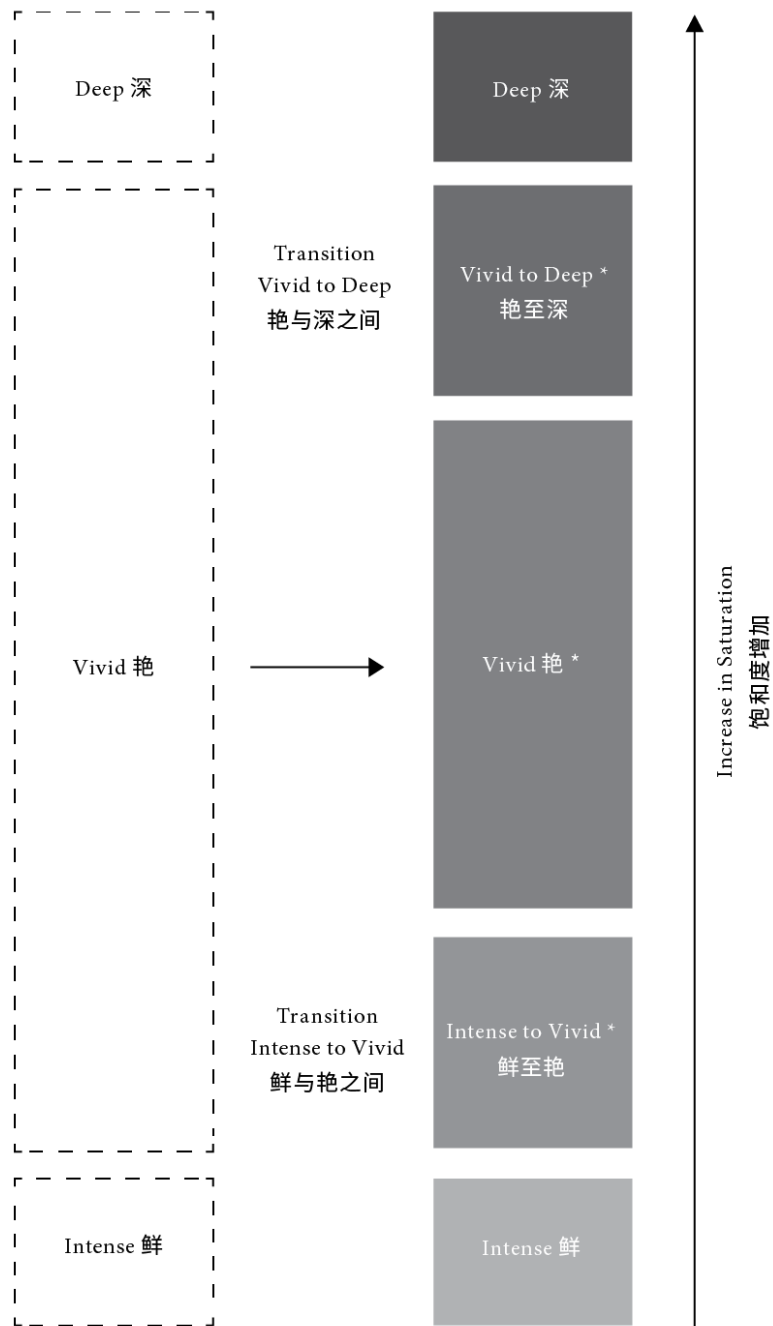 Deep 深
Deep 深
Transition
Vivid to Deep
艳与深之间
Vivid to Deep *
艳至深
Vivid 艳
Vivid 艳 *
Increase in Saturation
饱和度增加
Transition
Intense to Vivid
鲜与艳之间
Intense to Vivid *
鲜至艳
Intense 鲜
Intense 鲜